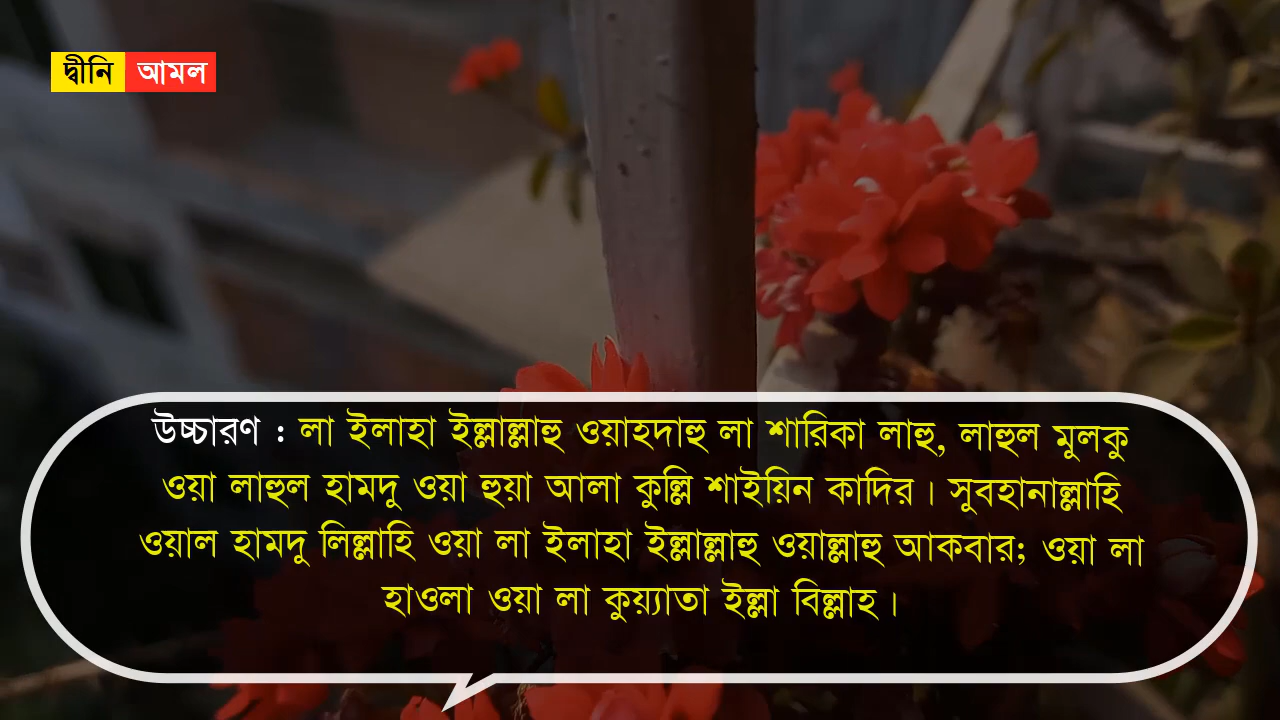 দ্বীনি আমল
উচ্চারণ : লা ইলাহা ইল্লাল্লাহু ওয়াহদাহু লা শারিকা লাহু, লাহুল মুলকু
ওয়া লাহুল হামদু ওয়া হুয়া আলা কুল্লি শাইয়িন কাদির। সুবহানাল্লাহি
ওয়াল হামদু লিল্লাহি ওয়া লা ইলাহা ইল্লাল্লাহু ওয়াল্লাহু আকবার; ওয়া লা
হাওলা ওয়া লা কুয়্যাতা ইল্লা বিল্লাহ।